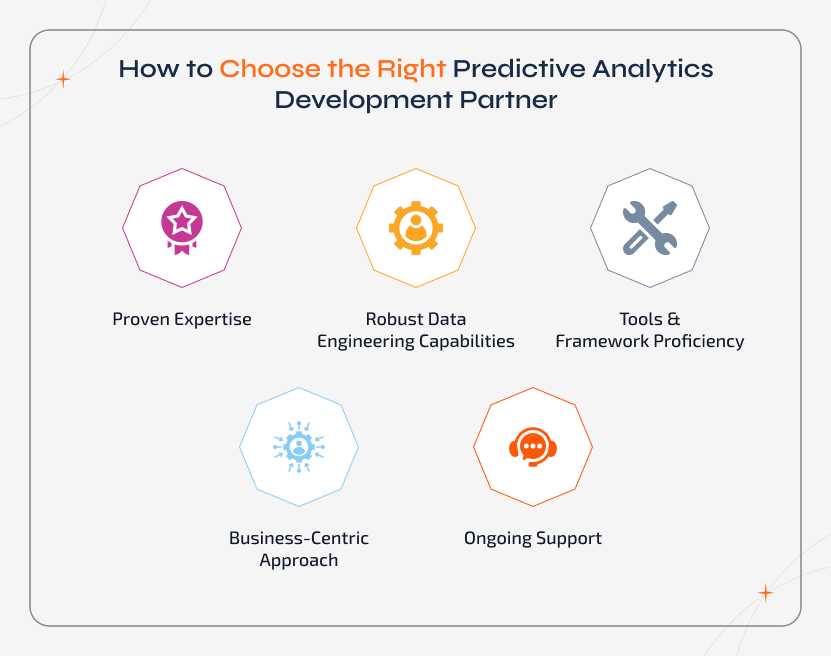 How to Choose the Right Predictive Analytics
Development Partner
Proven Expertise
Robust Data
Engineering Capabilities
Tools &
Framework Proficiency
Business-Centric
Approach
Ongoing Support